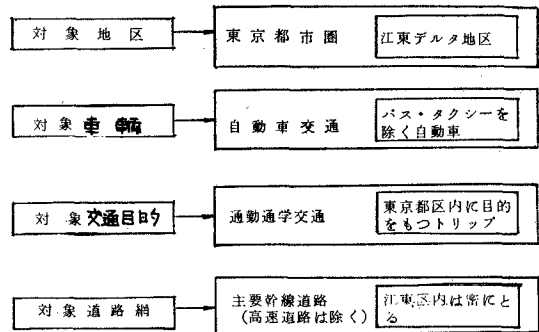 対象地区
東京都市圏
江東デルタ地区
対象車輌
自動車交通
バス・タクシーを
除く自動車
対象交通目的
通勤通学交通
東京都区内に目的
をもつトリップ
対象道路網
主要幹線道路
(高速道路は除く)
江東区内は密にと
る